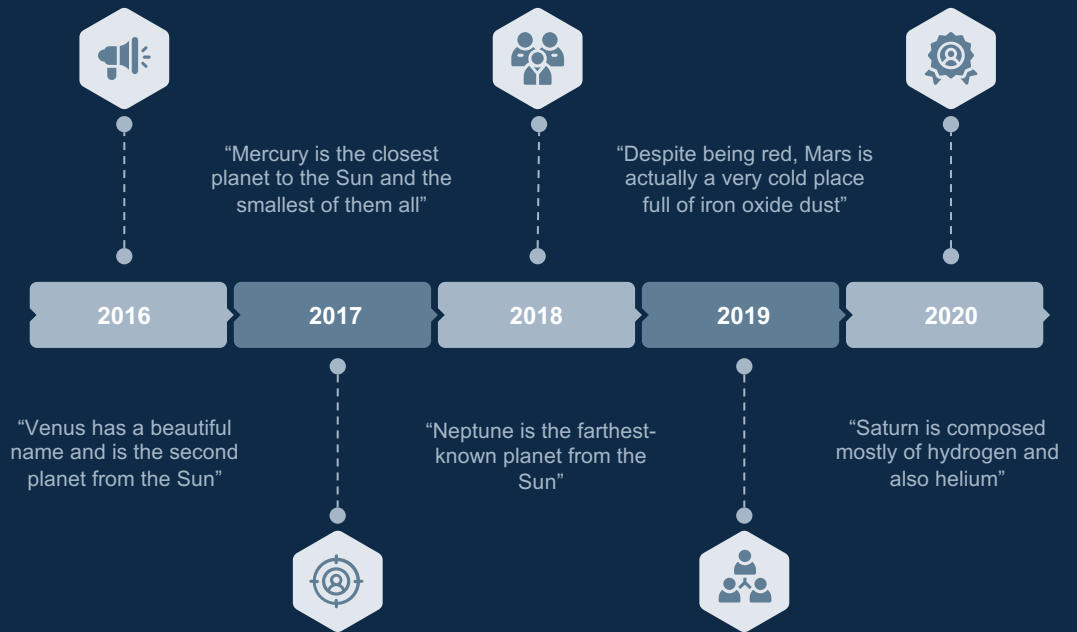 “Mercury is the closest
planet to the Sun and the
smallest of them all”
“Despite being red, Mars is
actually a very cold place
full of iron oxide dust”
2016
2017
2018
2019
2020
“Venus has a beautiful
name and is the second
planet from the Sun”
“Neptune is the farthest-
known planet from the
Sun”
“Saturn is composed
mostly of hydrogen and
also helium”